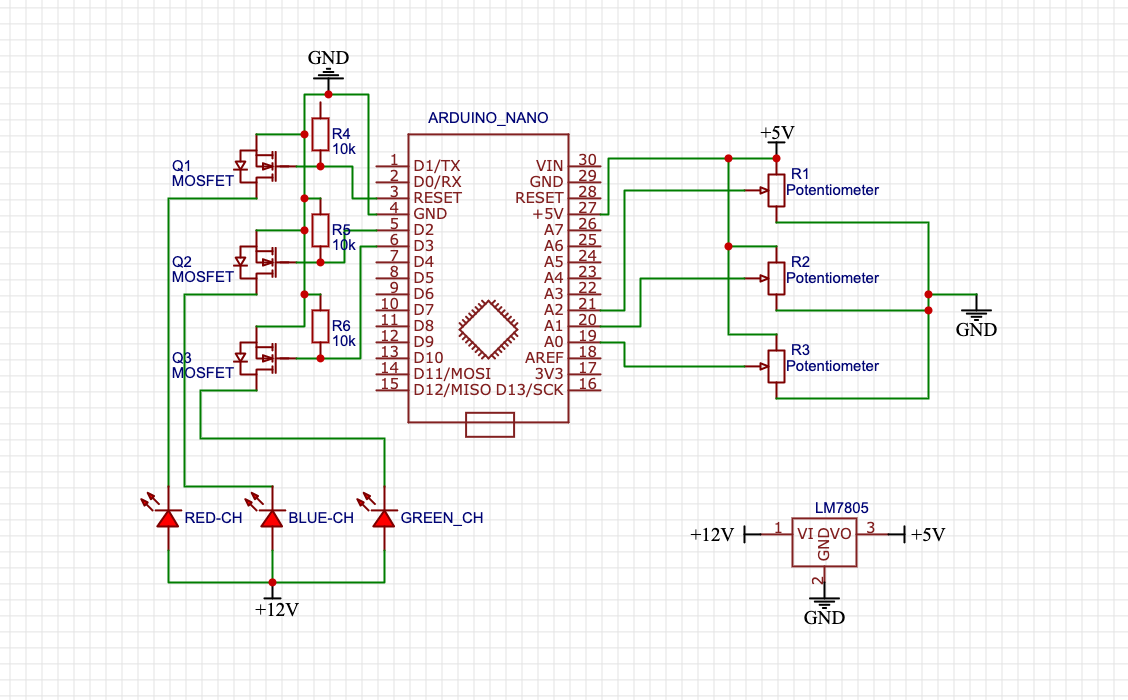 GND
ARDUINO_NANO
R4
10k
Q1
MOSFET
R5
10k
Q2
MOSFET
R6
10k
Q3
MOSFET
1 D1/TX VIN 30
2 D0/RX GND 29
3 RESET RESET 28
4 GND +5V 27
5 D2 A7 26
6 D3 A6 25
7 D4 A5 24
8 D5 A4 23
9 D6 A3 22
10 D7 A2 21
11 D8 A1 20
12 D9 A0 19
13 D10 AREF 18
14 D11/MOSI 3V3 17
15 D12/MISO D13/SCK 16
+5V
R1
Potentiometer
R2
Potentiometer
GND
R3
Potentiometer
RED-CH BLUE-CH GREEN_CH
+12V
LM7805
+12V 1 VI GND VO 3 +5V
2
GND